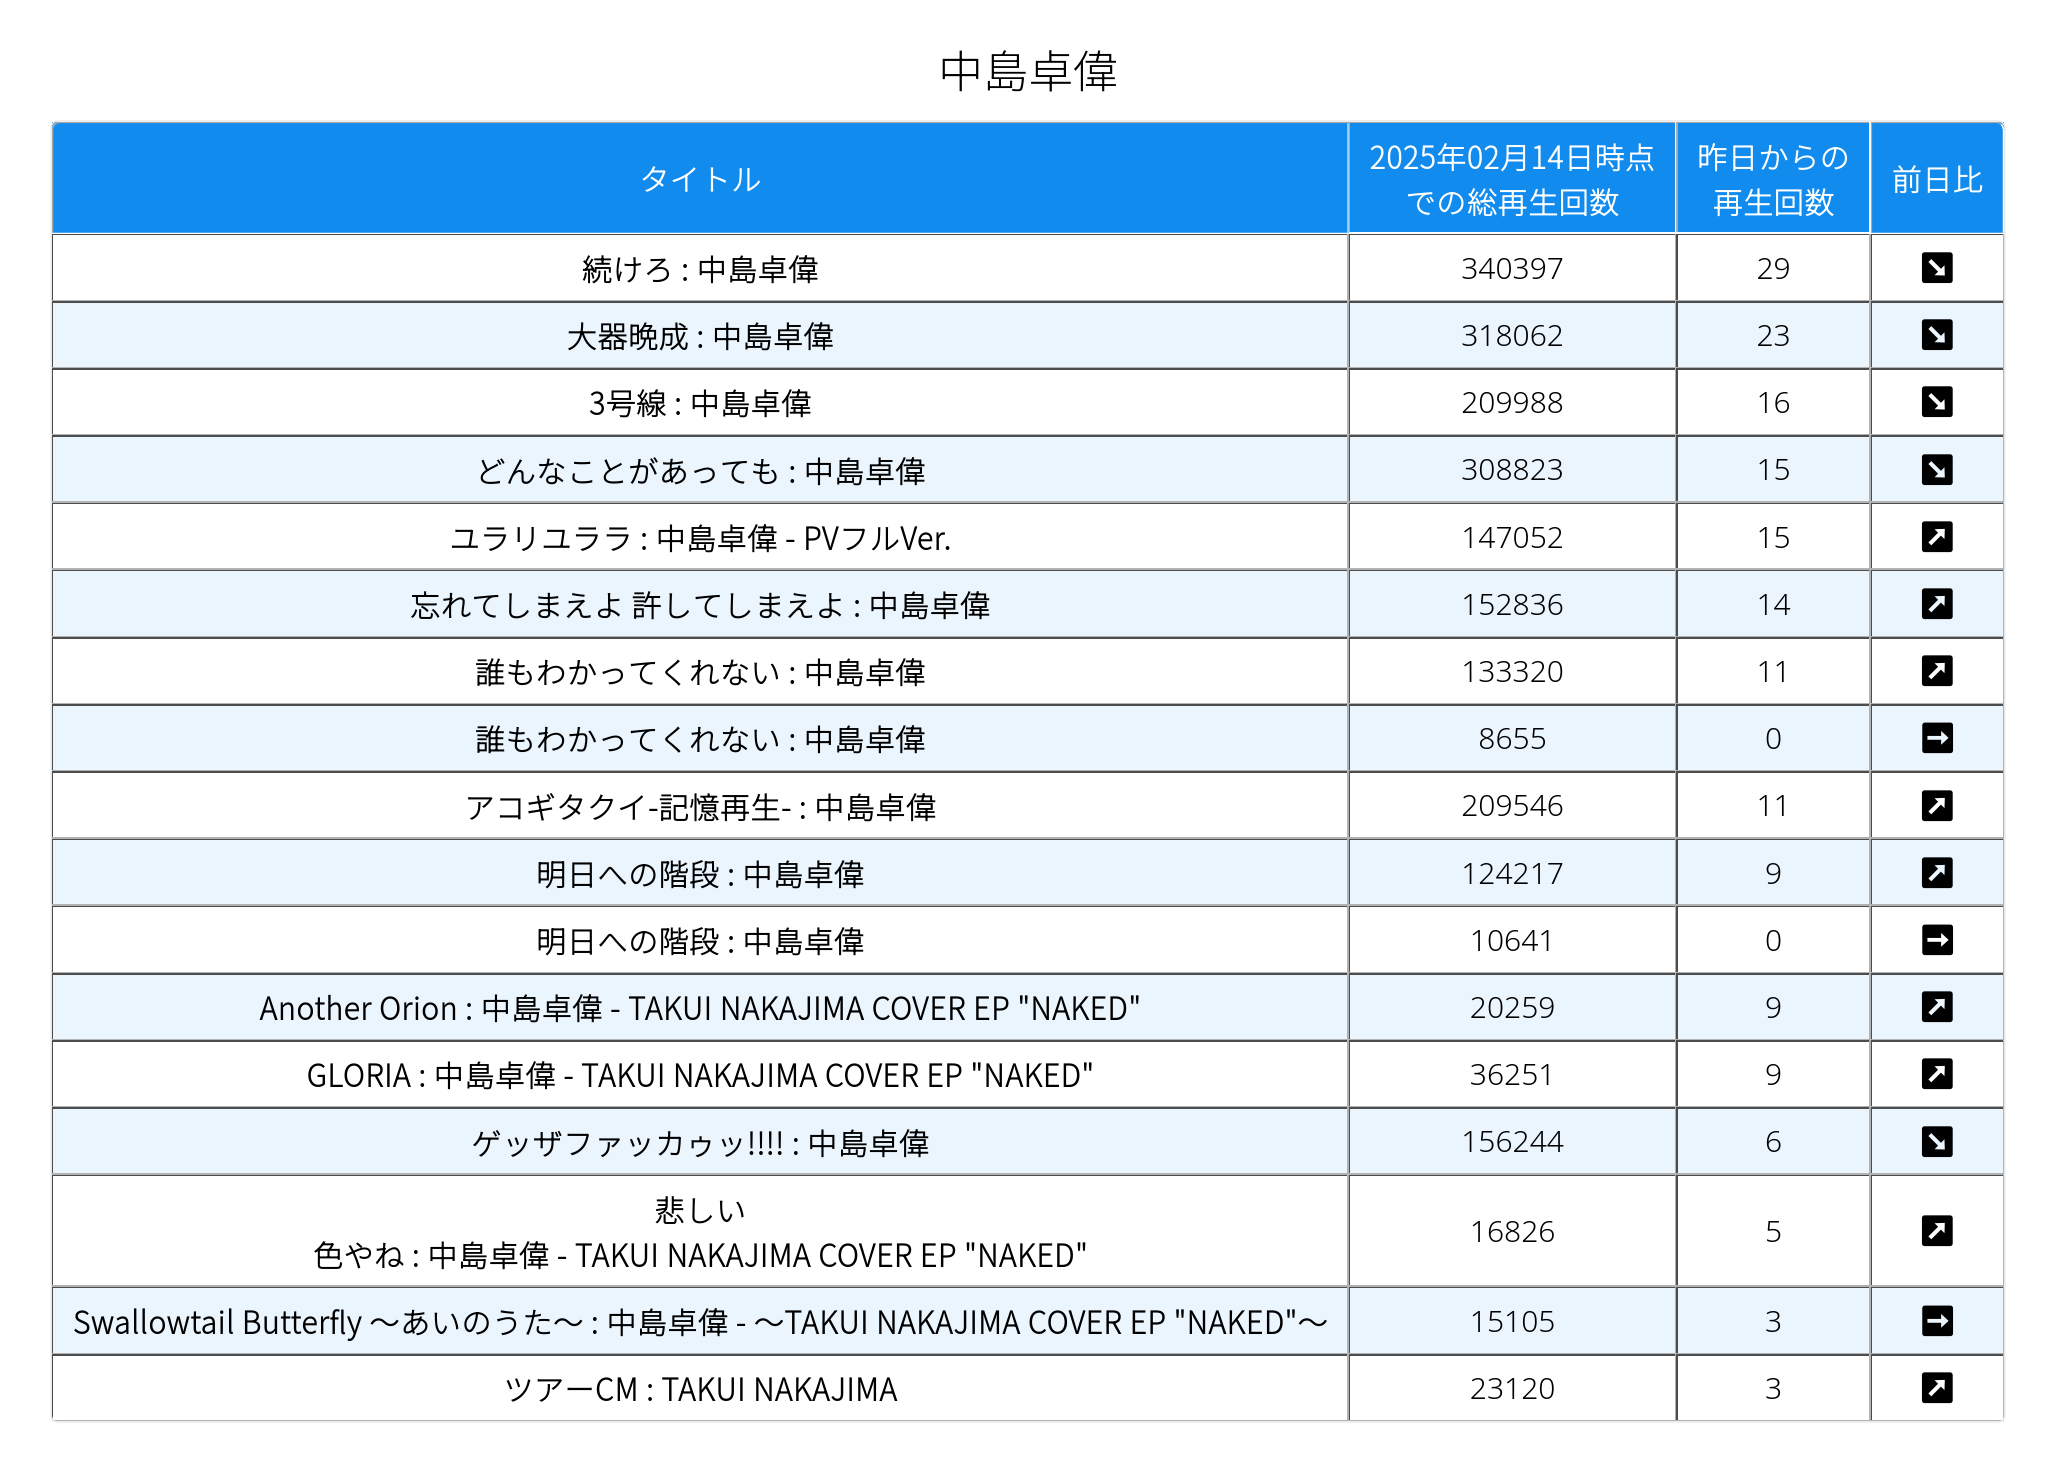 中島卓偉
タイトル
2025年02月14日時点
での総再生回数
昨日からの
再生回数
前日比
続けろ : 中島卓偉 340397 29
大器晩成 : 中島卓偉 318062 23
3号線 : 中島卓偉 209988 16
どんなことがあっても : 中島卓偉 308823 15
ユラリユララ : 中島卓偉 - PVフルVer. 147052 15
忘れてしまえよ 許してしまえよ : 中島卓偉 152836 14
誰もわかってくれない : 中島卓偉 133320 11
誰もわかってくれない : 中島卓偉 8655 0
アコギタクイ-記憶再生- : 中島卓偉 209546 11
明日への階段 : 中島卓偉 124217 9
明日への階段 : 中島卓偉 10641 0
Another Orion : 中島卓偉 - TAKUI NAKAJIMA COVER EP "NAKED" 20259 9
GLORIA : 中島卓偉 - TAKUI NAKAJIMA COVER EP "NAKED" 36251 9
ゲッザファッカゥッ!!!! : 中島卓偉 156244 6
悲しい
色やね : 中島卓偉 - TAKUI NAKAJIMA COVER EP "NAKED" 16826 5
Swallowtail Butterfly 〜あいのうた〜 : 中島卓偉 - 〜TAKUI NAKAJIMA COVER EP "NAKED"〜 15105 3
ツアーCM : TAKUI NAKAJIMA 23120 3